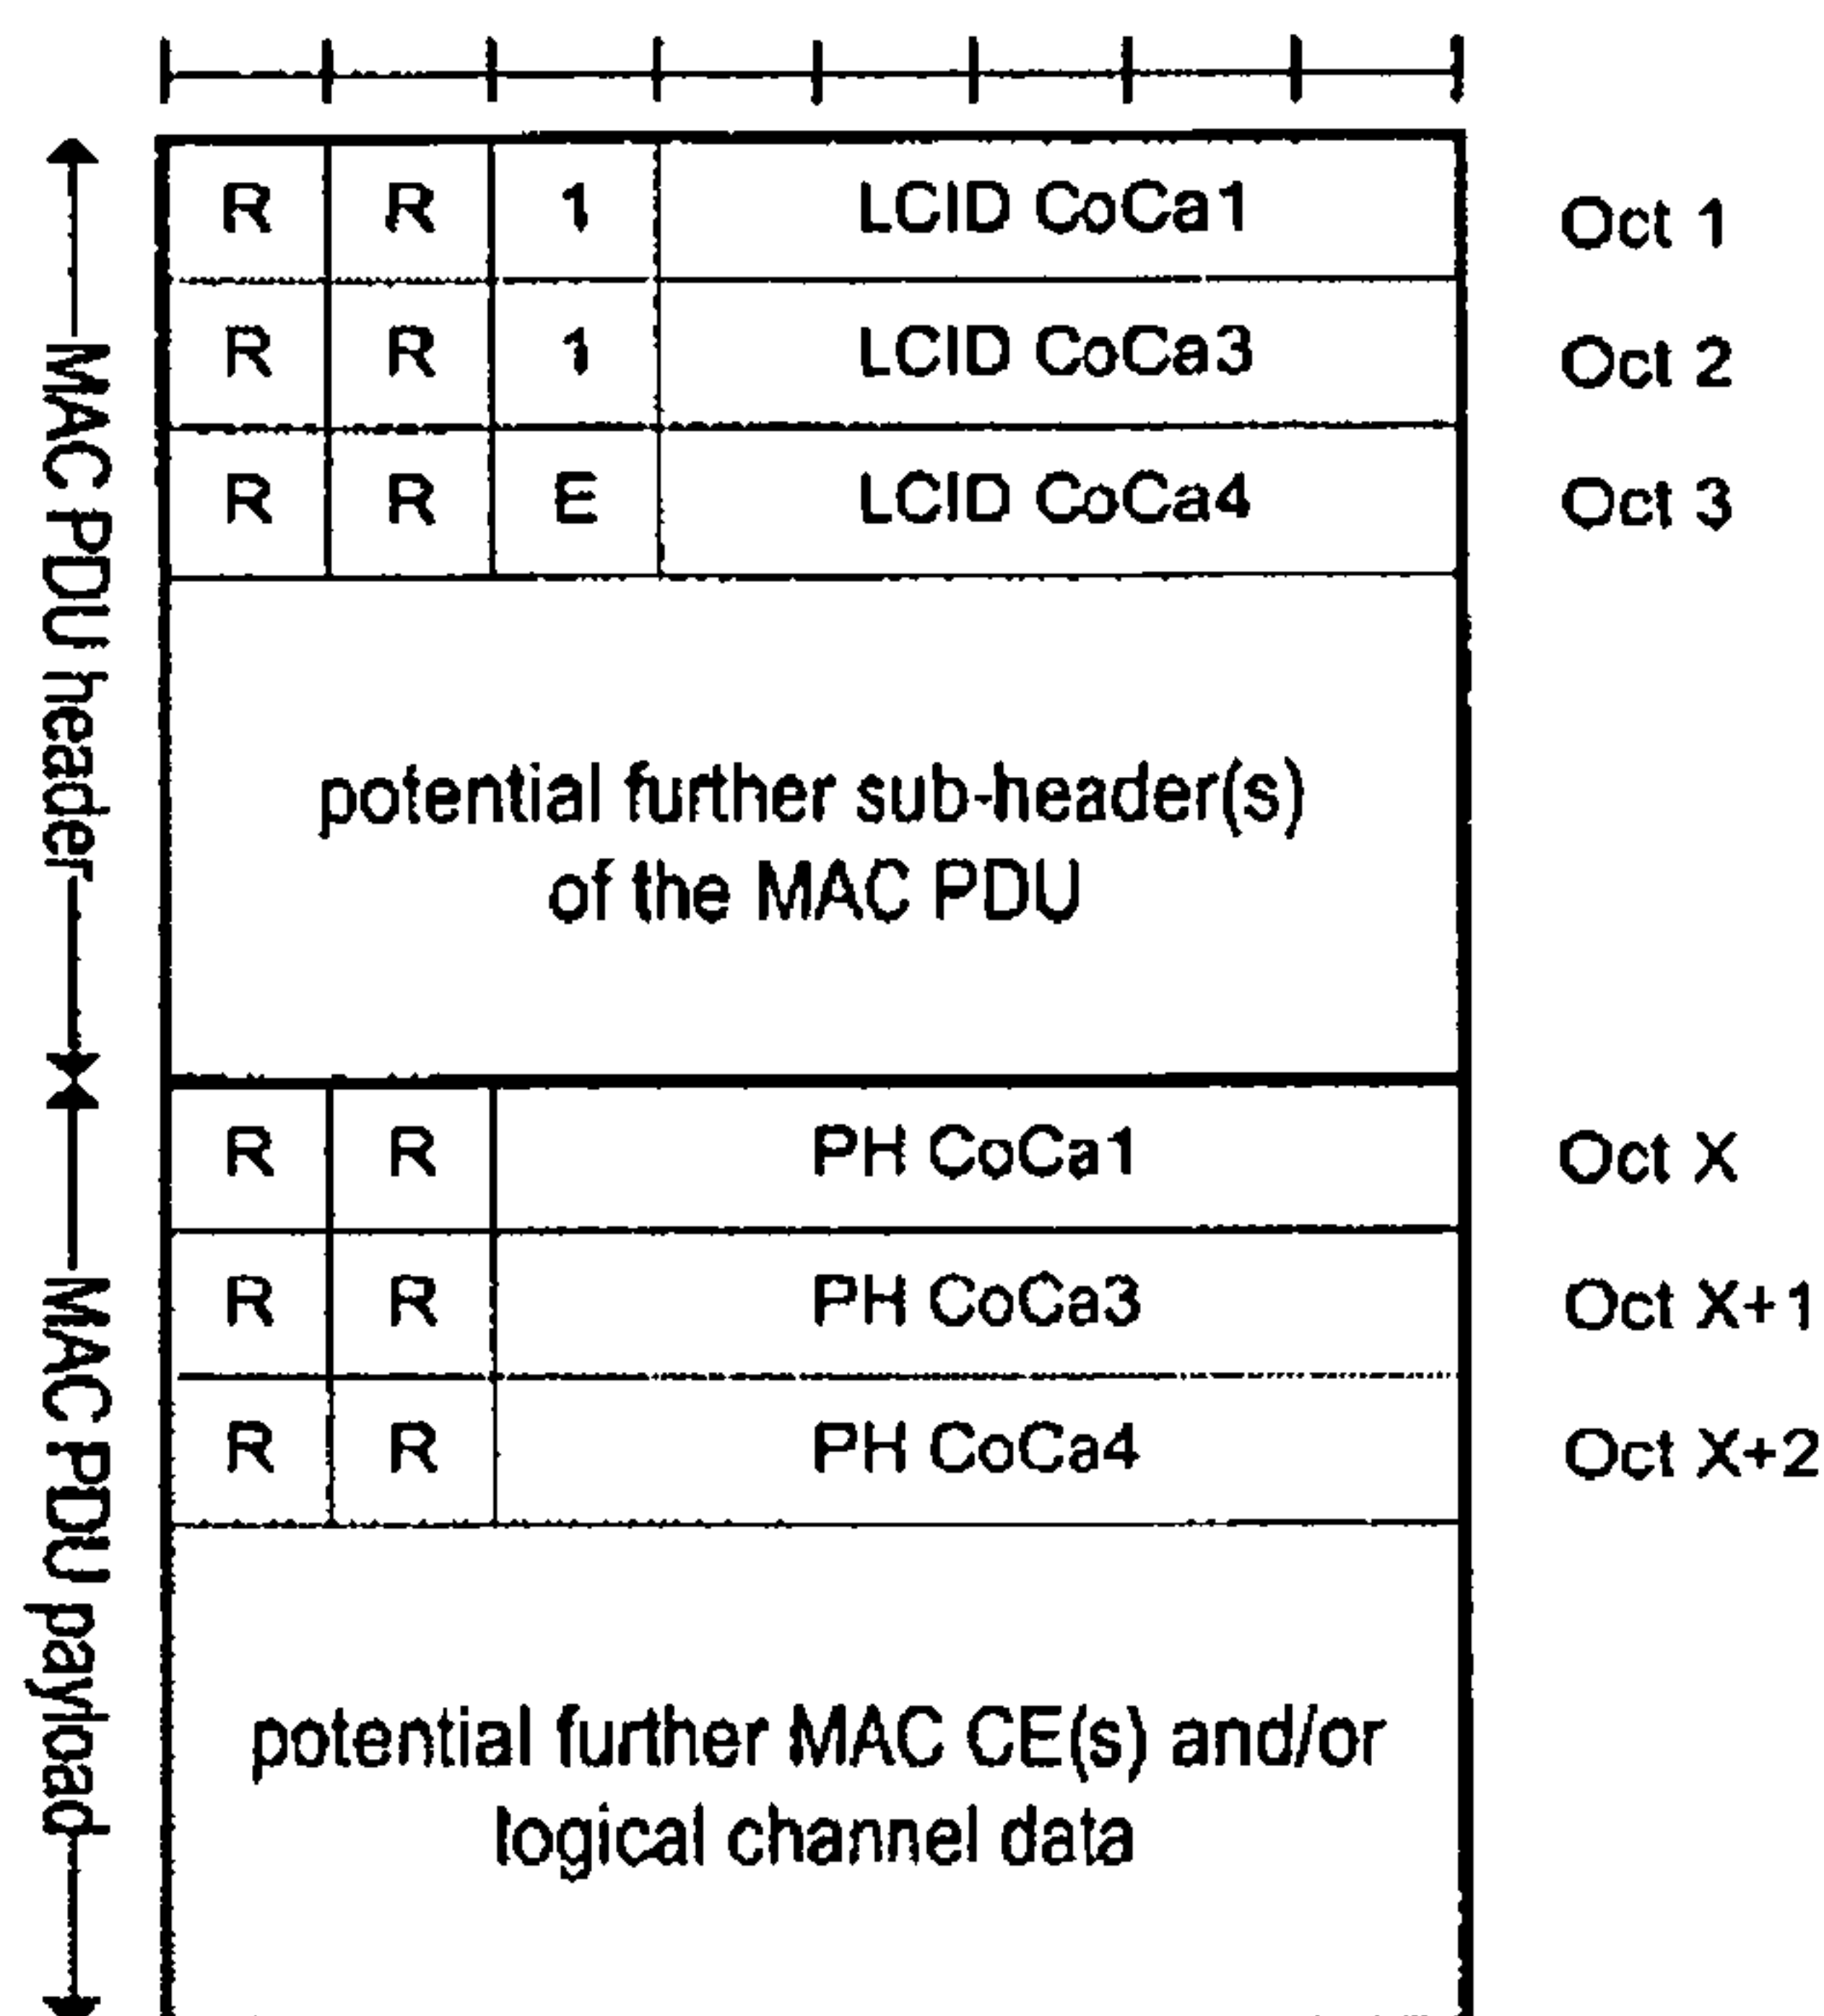 R R 1 LCID CoCa1 Oct 1
R R 1 LCID CoCa3 Oct 2
R R E LCID CoCa4 Oct 3
MAC PDU header
potential further sub-header(s)
of the MAC PDU
R R PH CoCa1 Oct X
R R PH CoCa3 Oct X+1
R R PH CoCa4 Oct X+2
MAC PDU payload
potential further MAC CE(s) and/or
logical channel data